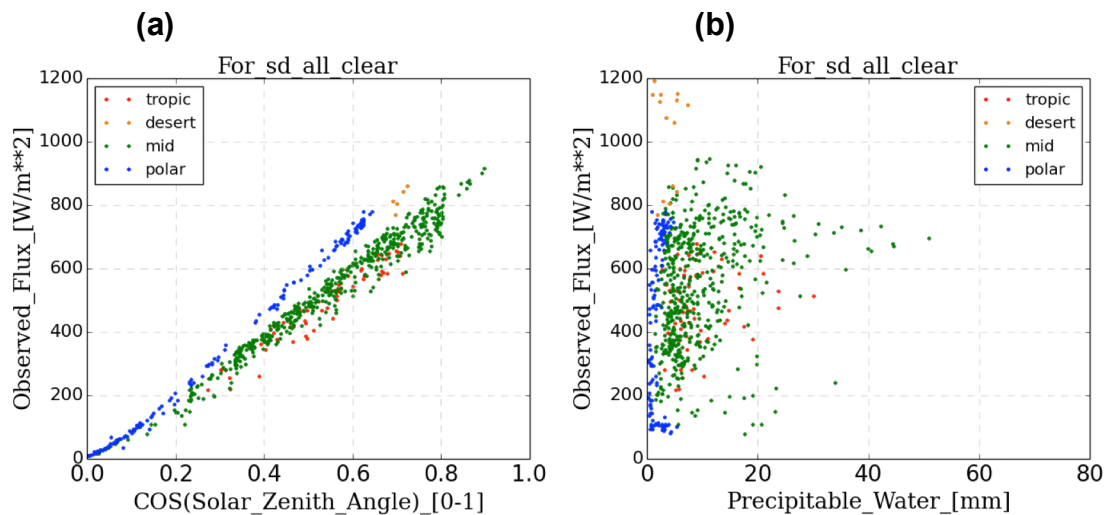 (a)
For_sd_all_clear
Observed_Flux_[W/m**2]
1200
1000
800
600
400
200
0
tropic
desert
mid
polar
0.0 0.2 0.4 0.6 0.8 1.0
COS(Solar_Zenith_Angle)_[0-1]
(b)
For_sd_all_clear
Observed_Flux_[W/m**2]
1200
1000
800
600
400
200
0
tropic
desert
mid
polar
0 20 40 60 80
Precipitable_Water_[mm]